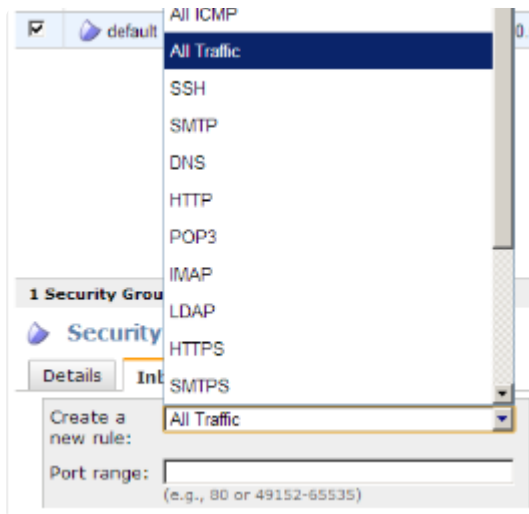 All ICMP
default
0.
All Traffic
SSH
SMTP
DNS
HTTP
POP3
IMAP
LDAP
HTTPS
SMTPS
1 Security Grou
Security
Details
Inb
Create a new rule:
All Traffic
Port range:
(e.g., 80 or 49152-65535)